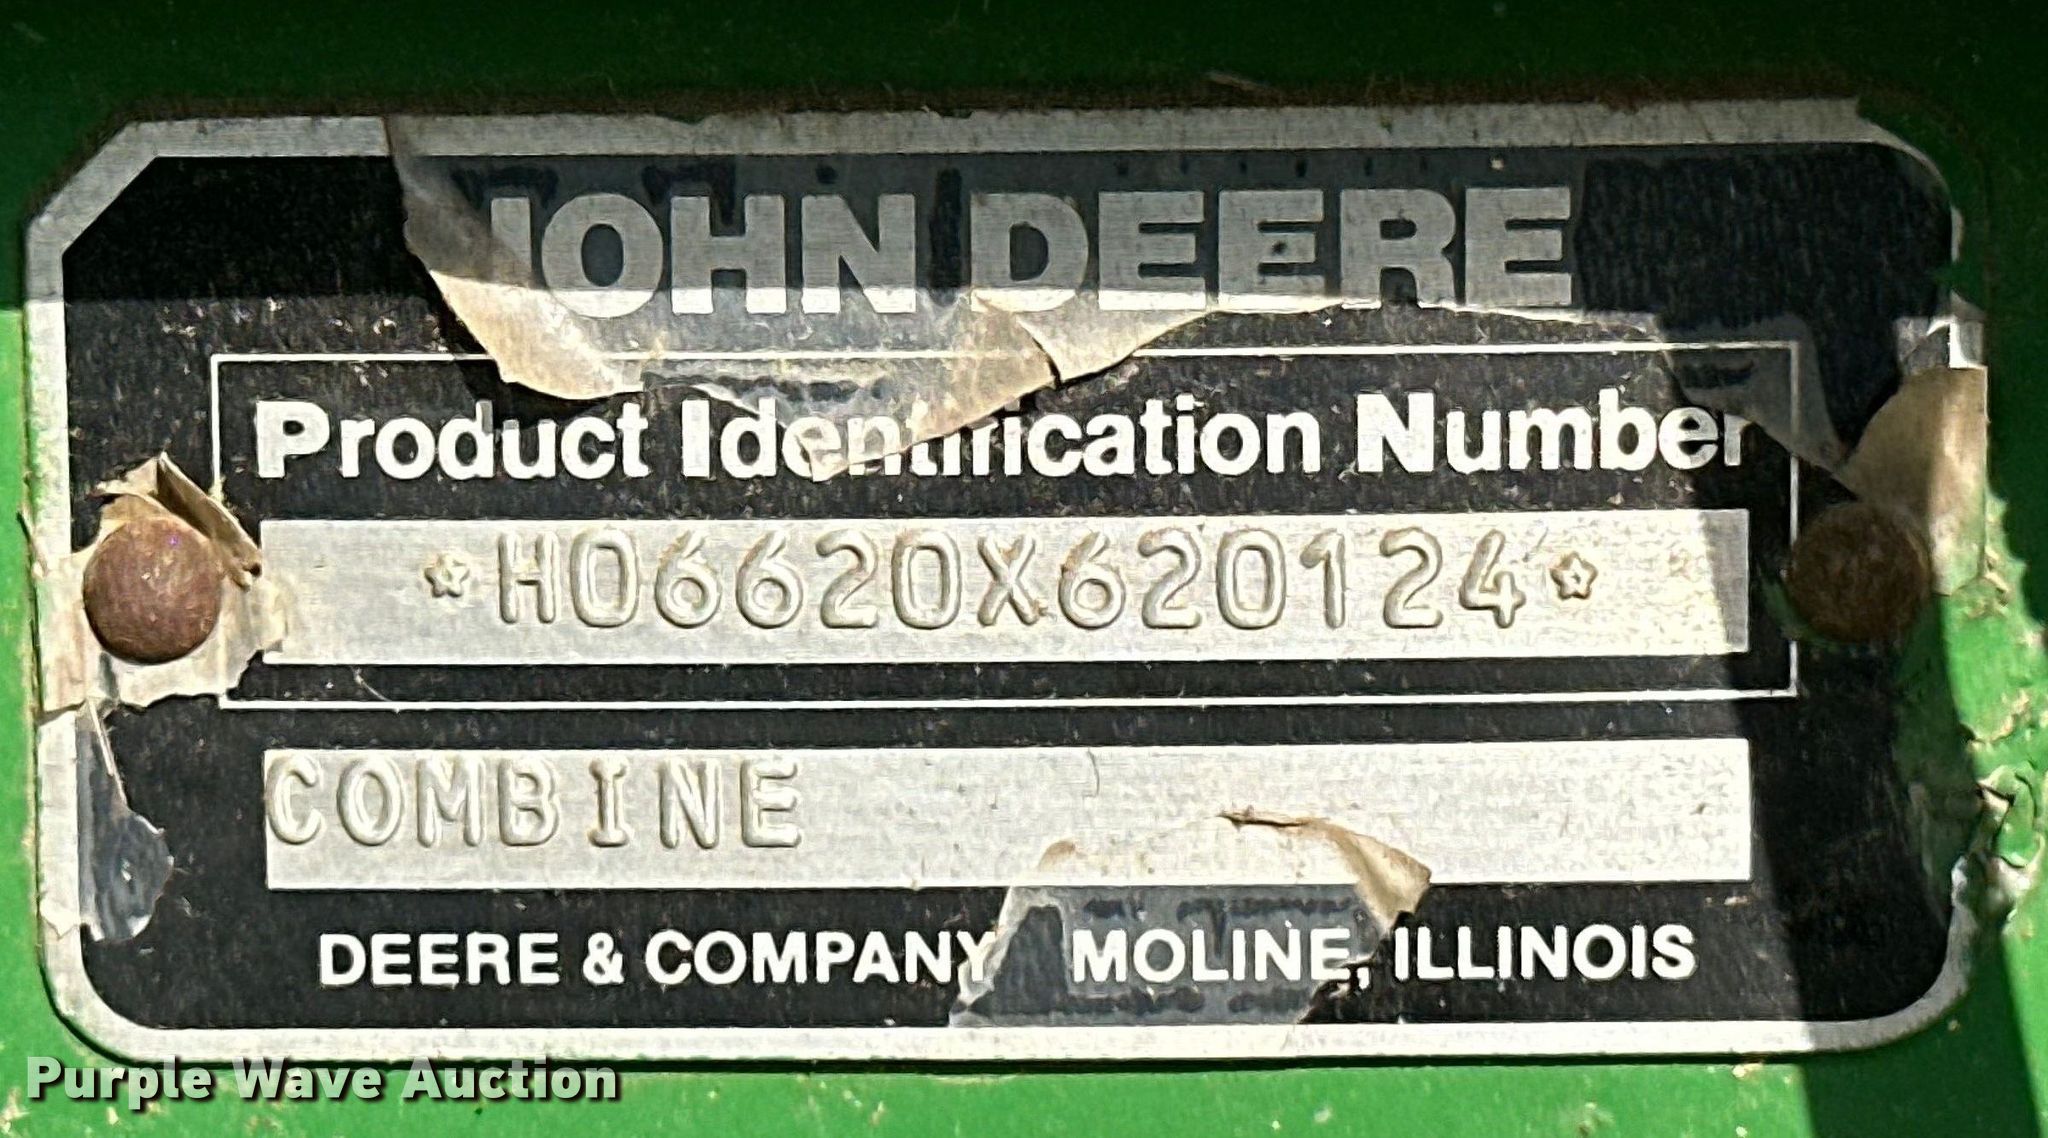 JOHN DEERE
Product Identification Number
*H06620X620124*
COMBINE
DEERE & COMPANY MOLINE, ILLINOIS
Purple Wave Auction